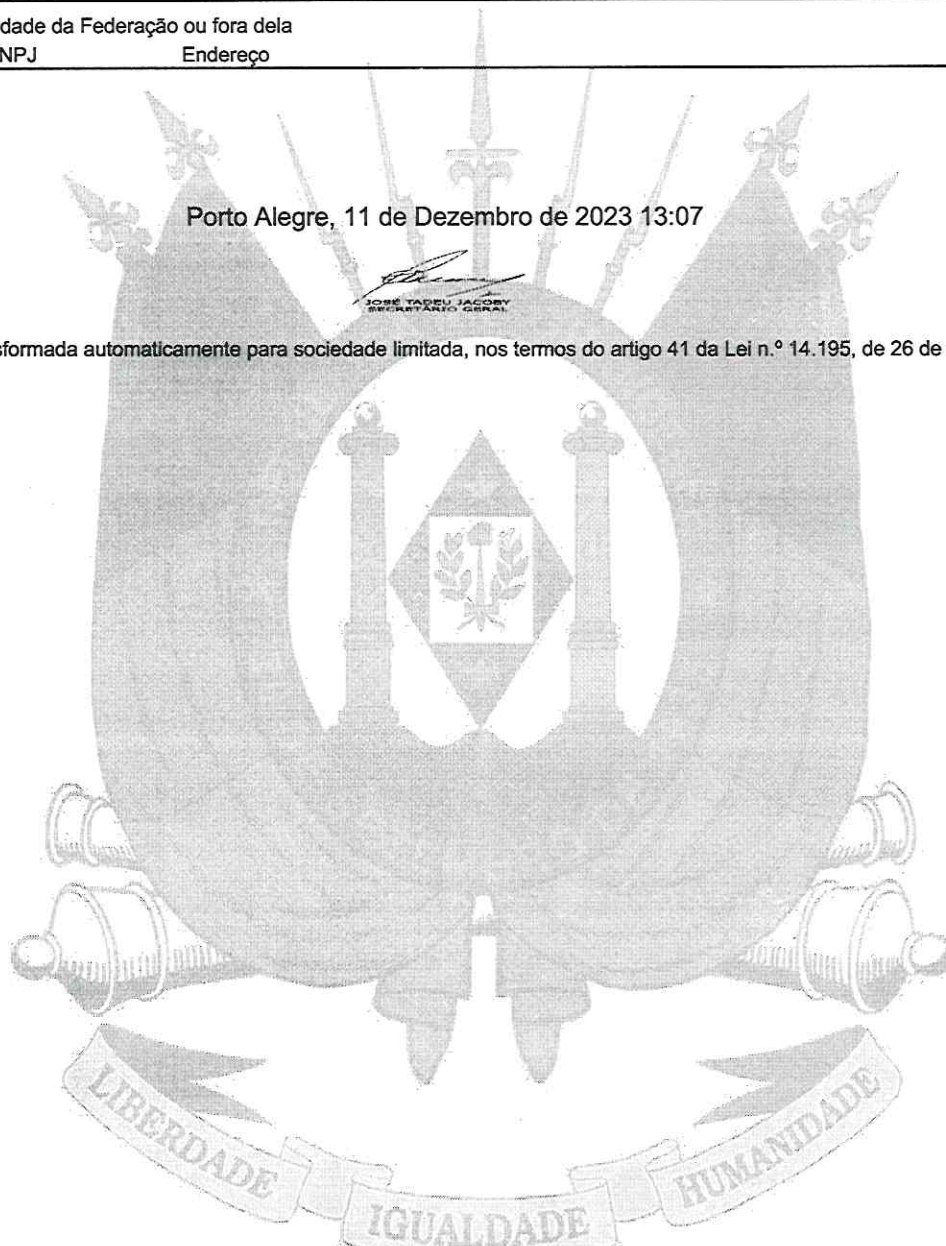 dade da Federação ou fora dela
NPJ Endereço
Porto Alegre, 11 de Dezembro de 2023 13:07
JOSÉ TADEU JACOBY
SECRETÁRIO GERAL
sformada automaticamente para sociedade limitada, nos termos do artigo 41 da Lei n.º 14.195, de 26 de
LIBERDADE
IGUALDADE
HUMANIDADE